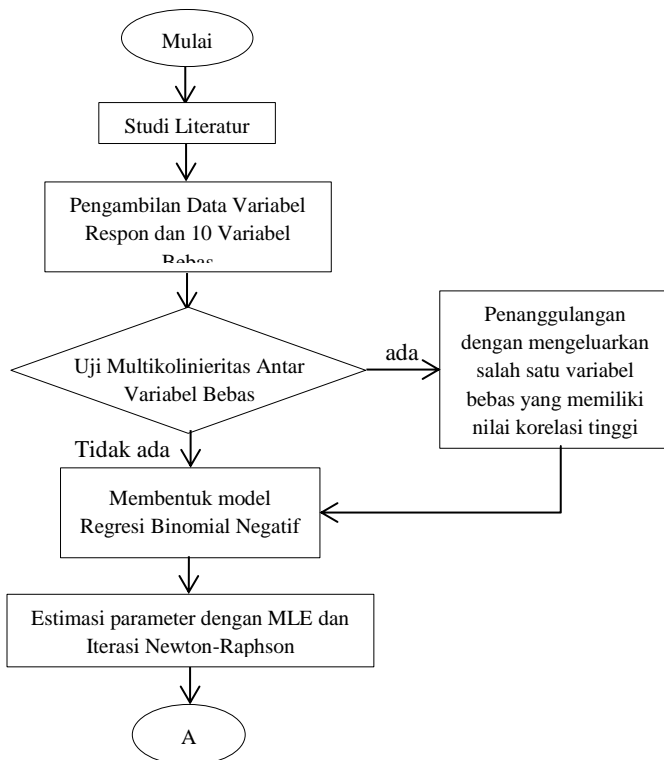 Mulai
Studi Literatur
Pengambilan Data Variabel
Respon dan 10 Variabel
Bebas
Uji Multikolinieritas Antar
Variabel Bebas
ada
Penanggulangan
dengan mengeluarkan
salah satu variabel
bebas yang memiliki
nilai korelasi tinggi
Tidak ada
Membentuk model
Regresi Binomial Negatif
Estimasi parameter dengan MLE dan
Iterasi Newton-Raphson
A